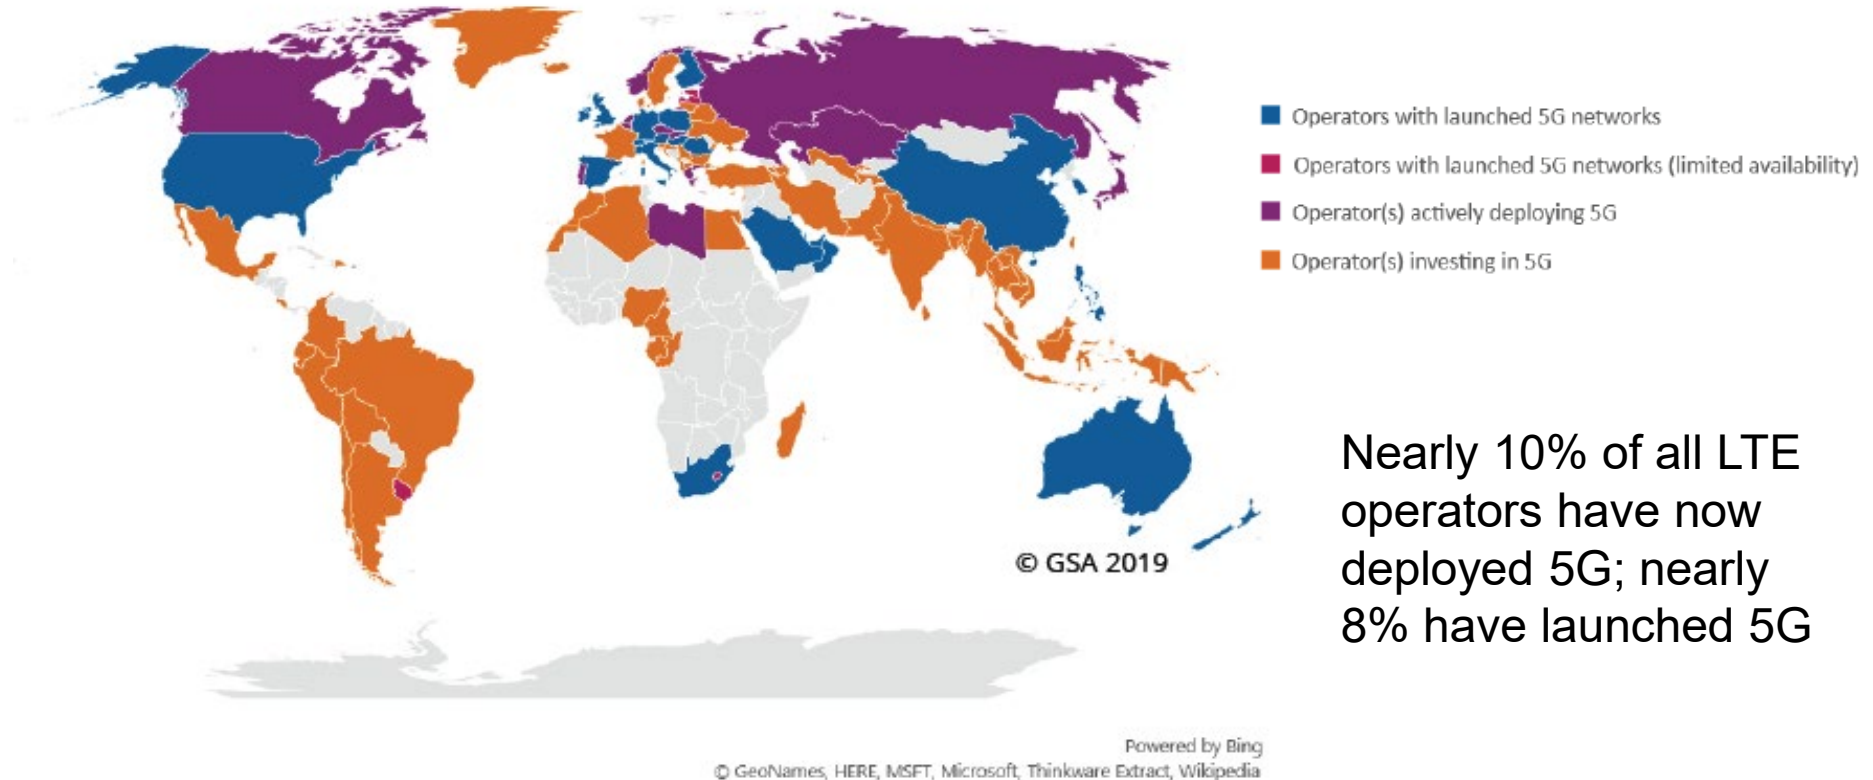 Operators with launched 5G networks
Operators with launched 5G networks (limited availability)
Operator(s) actively deploying 5G
Operator(s) investing in 5G
Nearly 10% of all LTE
operators have now
deployed 5G; nearly
8% have launched 5G
© GSA 2019
Powered by Bing
© GeoNames, HERE, MSFT, Microsoft, Thinkware Extract, Wikipedia